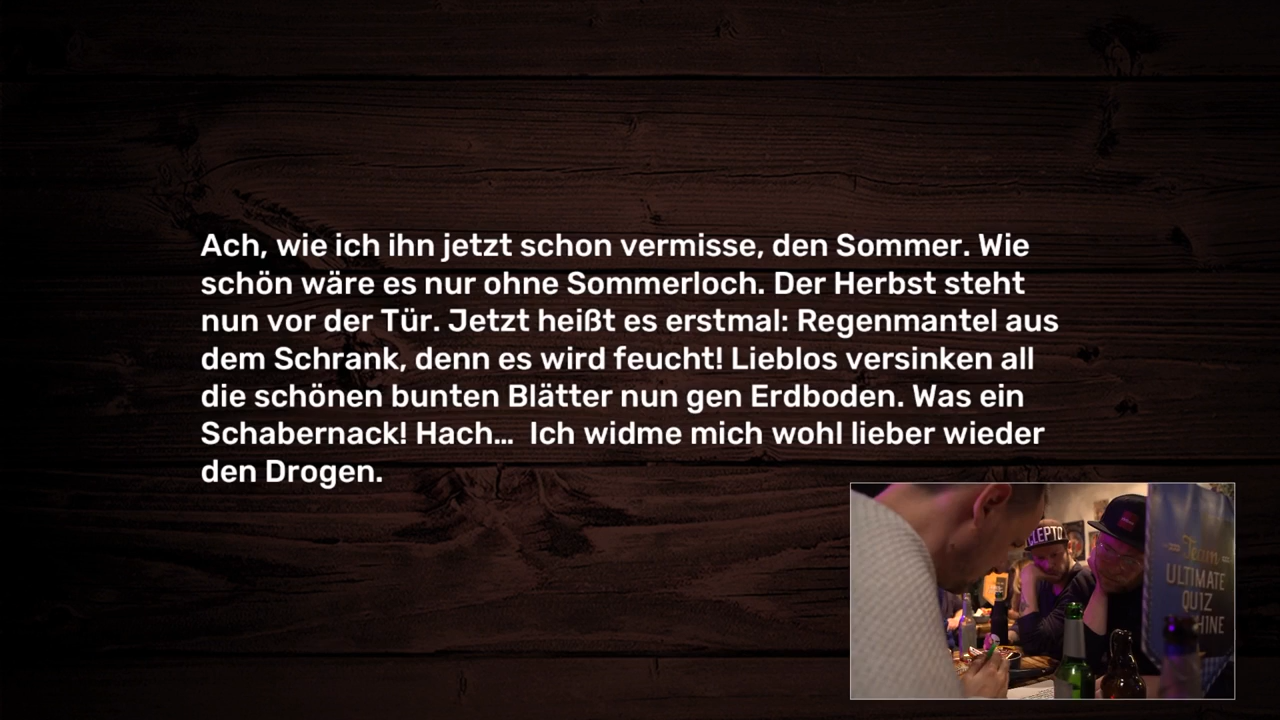 Ach, wie ich ihn jetzt schon vermisse, den Sommer. Wie
schön wäre es nur ohne Sommerloch. Der Herbst steht
nun vor der Tür. Jetzt heißt es erstmal: Regenmantel aus
dem Schrank, denn es wird feucht! Lieblos versinken all
die schönen bunten Blätter nun gen Erdboden. Was ein
Schabernack! Hach... Ich widme mich wohl lieber wieder
den Drogen.
CLEPTO
Team
ULTIMATE
QUIZ
HINE